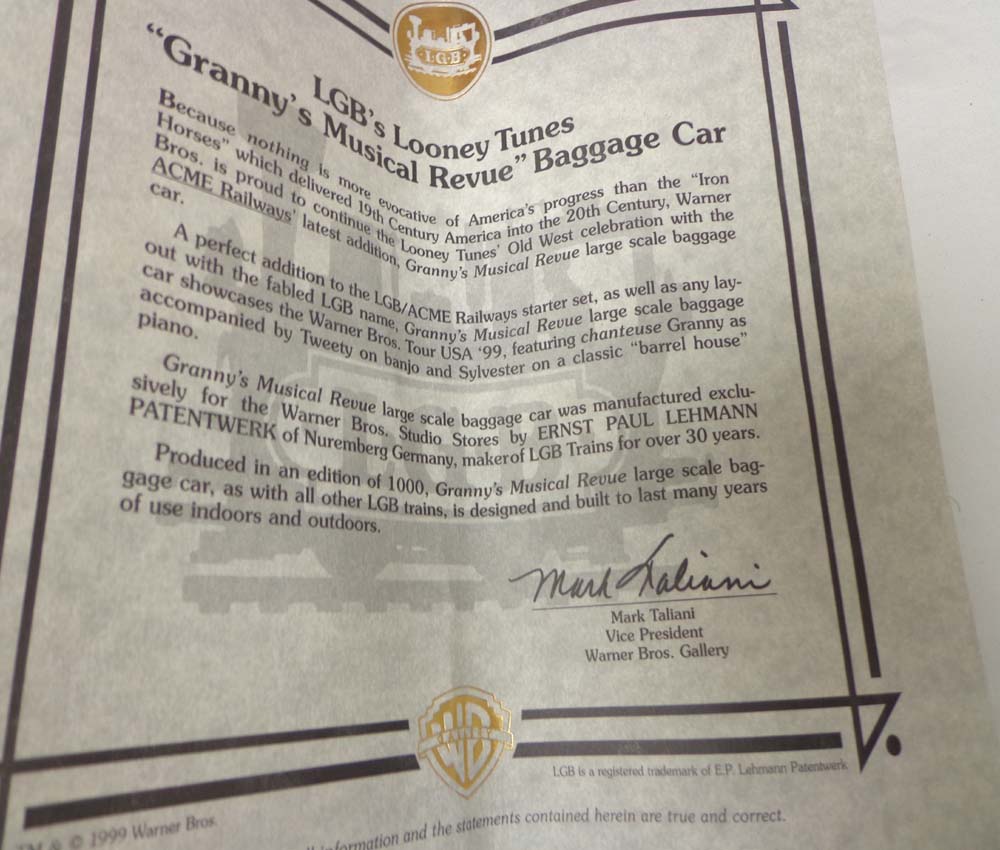 LGB
LGB's Looney Tunes
“Granny's Musical Revue” Baggage Car
Because nothing is more evocative of America's progress than the “Iron
Horses” which delivered 19th Century America into the 20th Century, Warner
Bros. is proud to continue the Looney Tunes' Old West celebration with the
ACME Railways' latest addition, Granny's Musical Revue large scale baggage
car.
A perfect addition to the LGB/ACME Railways starter set, as well as any lay-
out with the fabled LGB name, Granny's Musical Revue large scale baggage
car showcases the Warner Bros. Tour USA '99, featuring chanteuse Granny as
accompanied by Tweety on banjo and Sylvester on a classic “barrel house”
piano.
Granny's Musical Revue large scale baggage car was manufactured exclu-
sively for the Warner Bros. Studio Stores by ERNST PAUL LEHMANN
PATENTWERK of Nuremberg Germany, makerof LGB Trains for over 30 years.
Produced in an edition of 1000, Granny's Musical Revue large scale bag-
gage car, as with all other LGB trains, is designed and built to last many years
of use indoors and outdoors.
Mark Taliani
Mark Taliani
Vice President
Warner Bros. Gallery
WB
GALLERY
LGB is a registered trademark of E.P. Lehmann Patentwerk
TM & © 1999 Warner Bros.
information and the statements contained herein are true and correct.